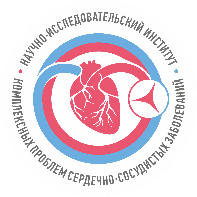 НАУЧНО-ИССЛЕДОВАТЕЛЬСКИЙ ИНСТИТУТ
КОМПЛЕКСНЫХ ПРОБЛЕМ СЕРДЕЧНО-СОСУДИСТЫХ ЗАБОЛЕВАНИЙ